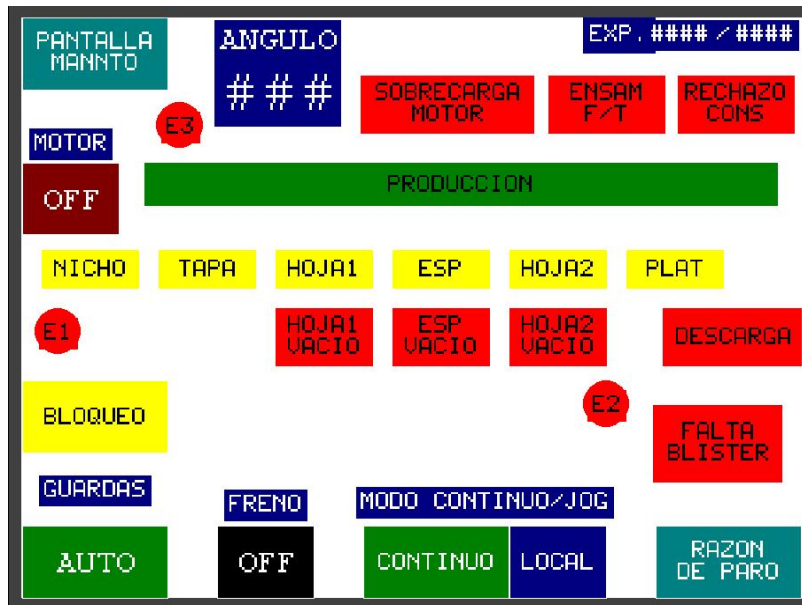 PANTALLA
MANNTO
ANGULO
###
EXP.####/####
SOBRECARGA
MOTOR
ENSAM
F/T
RECHAZO
CONS
E3
MOTOR
OFF
PRODUCCION
NICHO
TAPA
HOJA1
ESP
HOJA2
PLAT
E1
HOJA1
VACIO
ESP
VACIO
HOJA2
VACIO
DESCARGA
BLOQUEO
E2
FALTA
BLISTER
GUARDAS
FRENO
MODO CONTINUO/JOG
AUTO
OFF
CONTINUO
LOCAL
RAZON
DE PARO